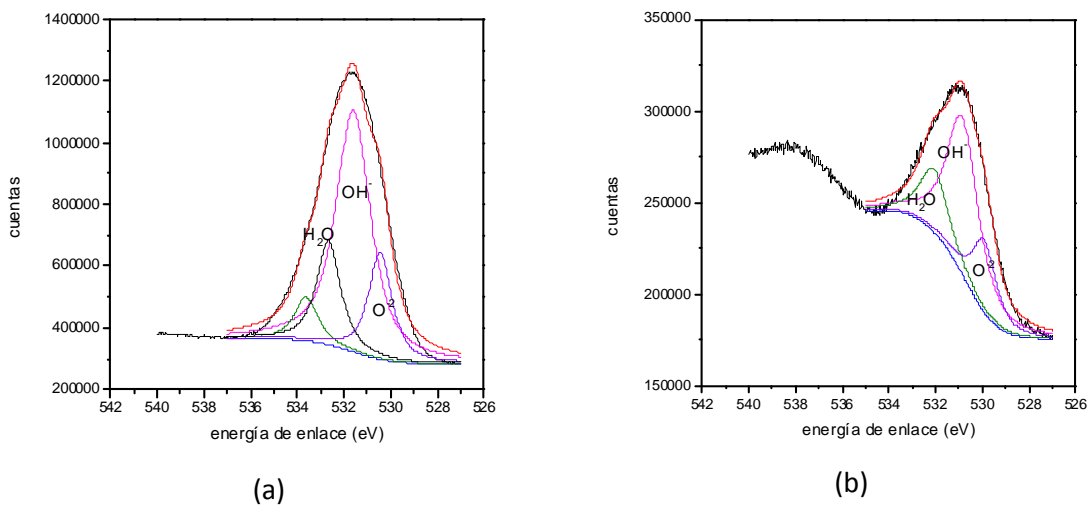 1400000
1200000
1000000
800000
600000
400000
200000
cuentas
OH-
H2O
O-2
542 540 538 536 534 532 530 528 526
energía de enlace (eV)
(a)
350000
300000
250000
200000
150000
cuentas
OH-
H2O
O-2
542 540 538 536 534 532 530 528 526
energía de enlace (eV)
(b)